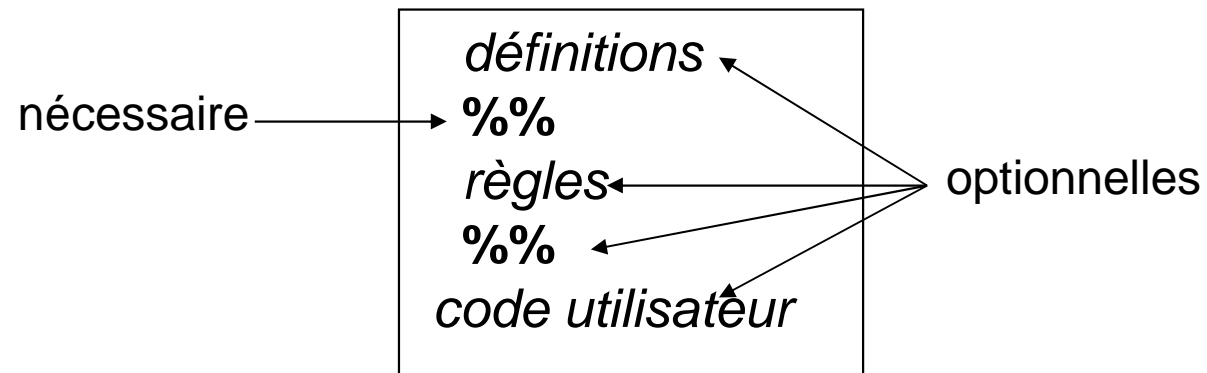 définitions
nécessaire
%%
règles
optionnelles
%%
code utilisateur